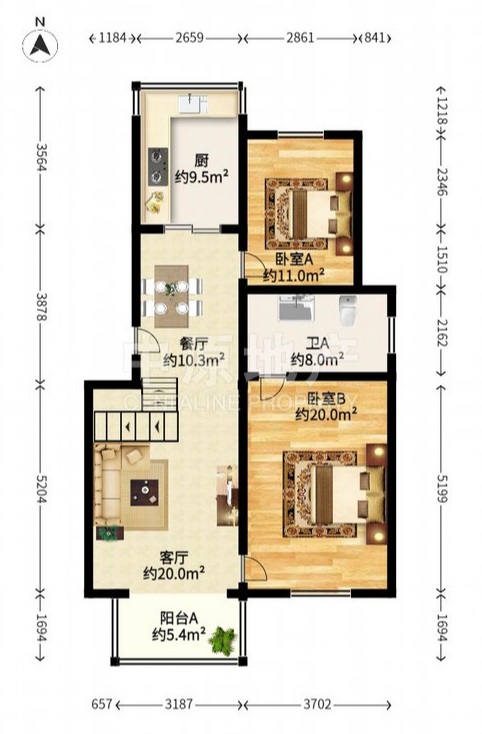 N
1184 2659 2861 841
3564
3878
5204
1694
1218
2346
1510
2162
5199
1694
厨
约9.5m²
卧室A
约11.0m²
餐厅
约10.3m²
卫A
约8.0m²
中原地产
CENTALINE PROPERTY
卧室B
约20.0m²
客厅
约20.0m²
阳台A
约5.4m²
657 3187 3702